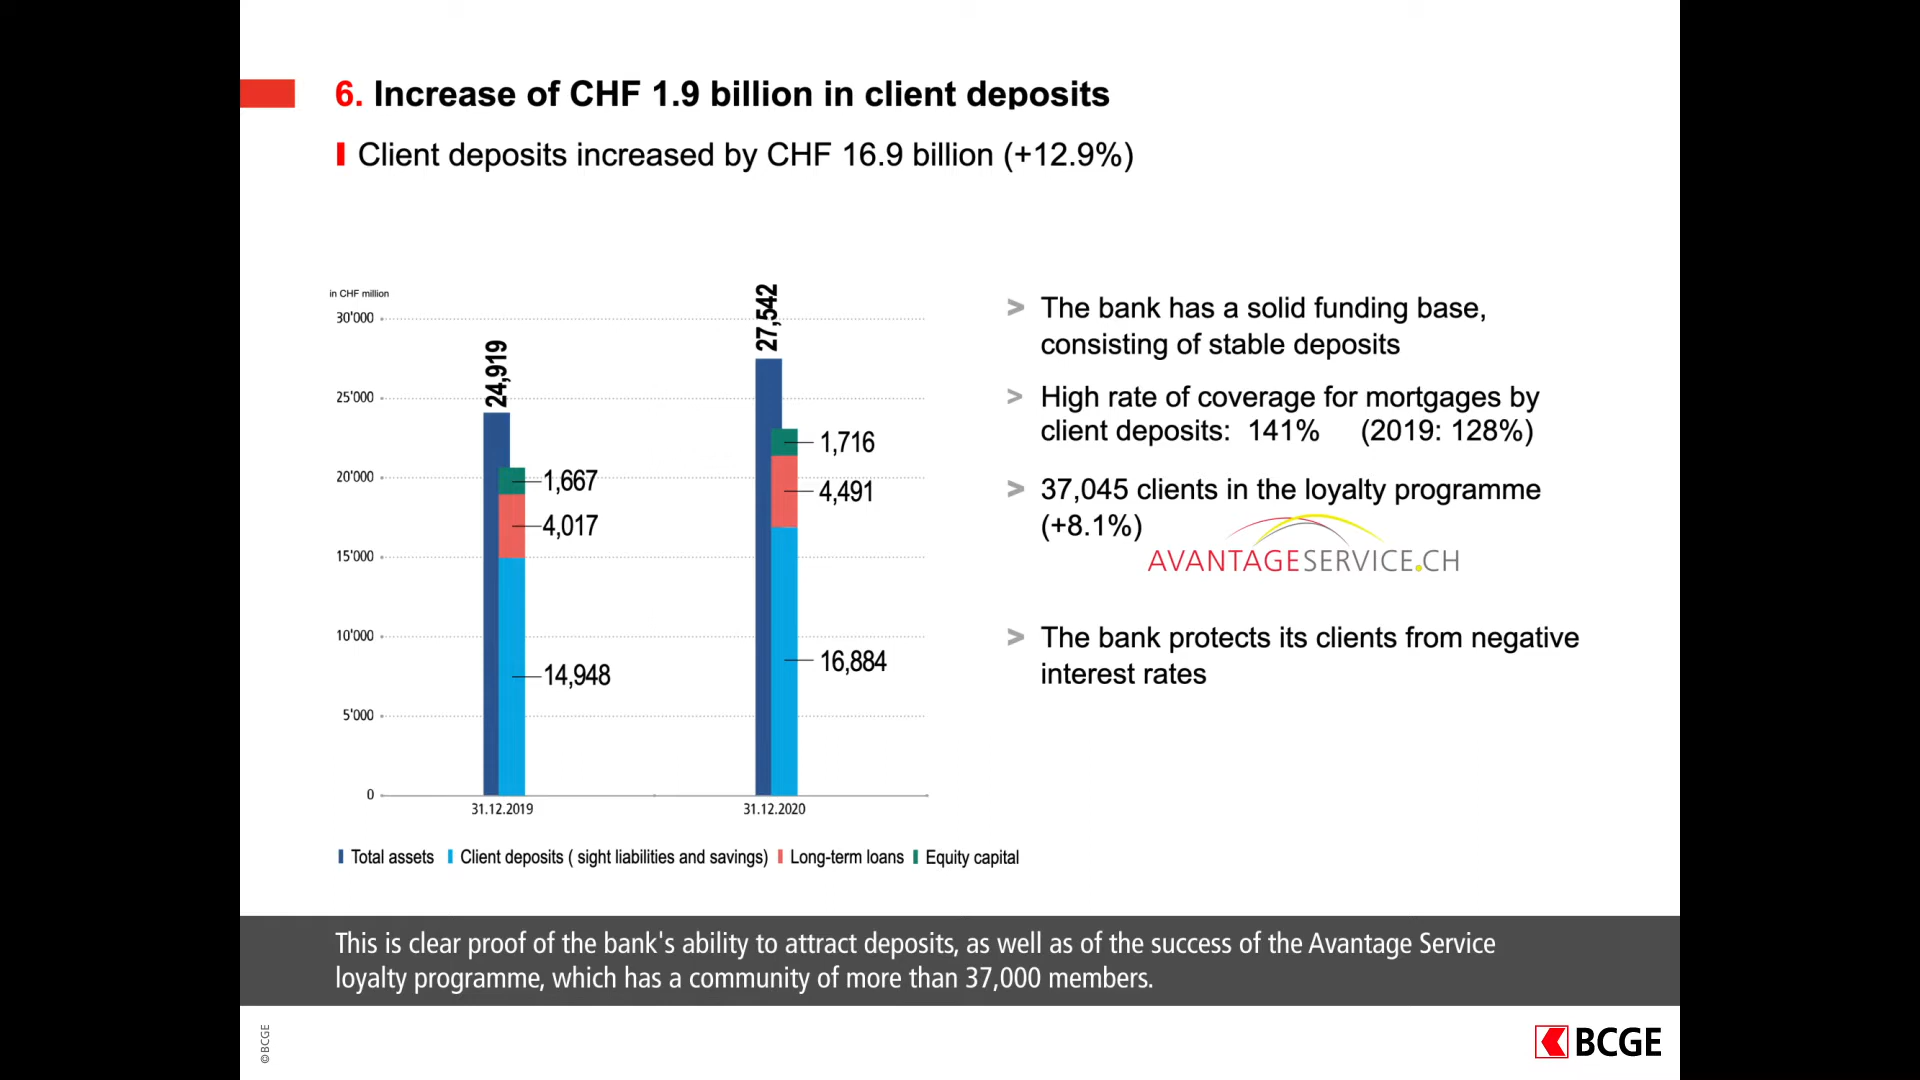 6. Increase of CHF 1.9 billion in client deposits
Client deposits increased by CHF 16.9 billion (+12.9%)
in CHF million
30'000
25'000
20'000
15'000
10'000
5'000
0
24,919
1,667
4,017
14,948
31.12.2019
27,542
1,716
4,491
16,884
31.12.2020
Total assets Client deposits ( sight liabilities and savings) Long-term loans Equity capital
> The bank has a solid funding base,
consisting of stable deposits
> High rate of coverage for mortgages by
client deposits: 141% (2019: 128%)
> 37,045 clients in the loyalty programme
(+8.1%)
AVANTAGESERVICE.CH
> The bank protects its clients from negative
interest rates
This is clear proof of the bank's ability to attract deposits, as well as of the success of the Avantage Service
loyalty programme, which has a community of more than 37,000 members.
© BCGE
BCGE